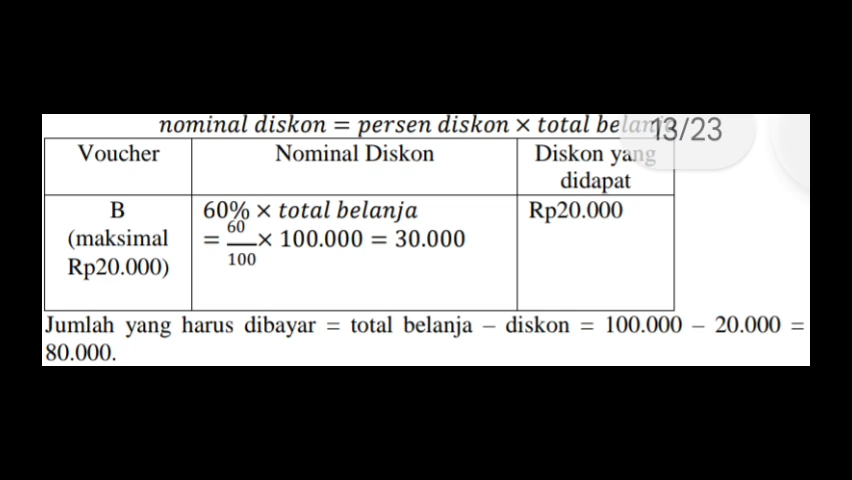 nominal diskon = persen diskon × total belanja
13/23
Voucher Nominal Diskon Diskon yang
didapat
B 60% × total belanja Rp20.000
(maksimal = 60/100 × 100.000 = 30.000
Rp20.000)
Jumlah yang harus dibayar = total belanja – diskon = 100.000 – 20.000 =
80.000.